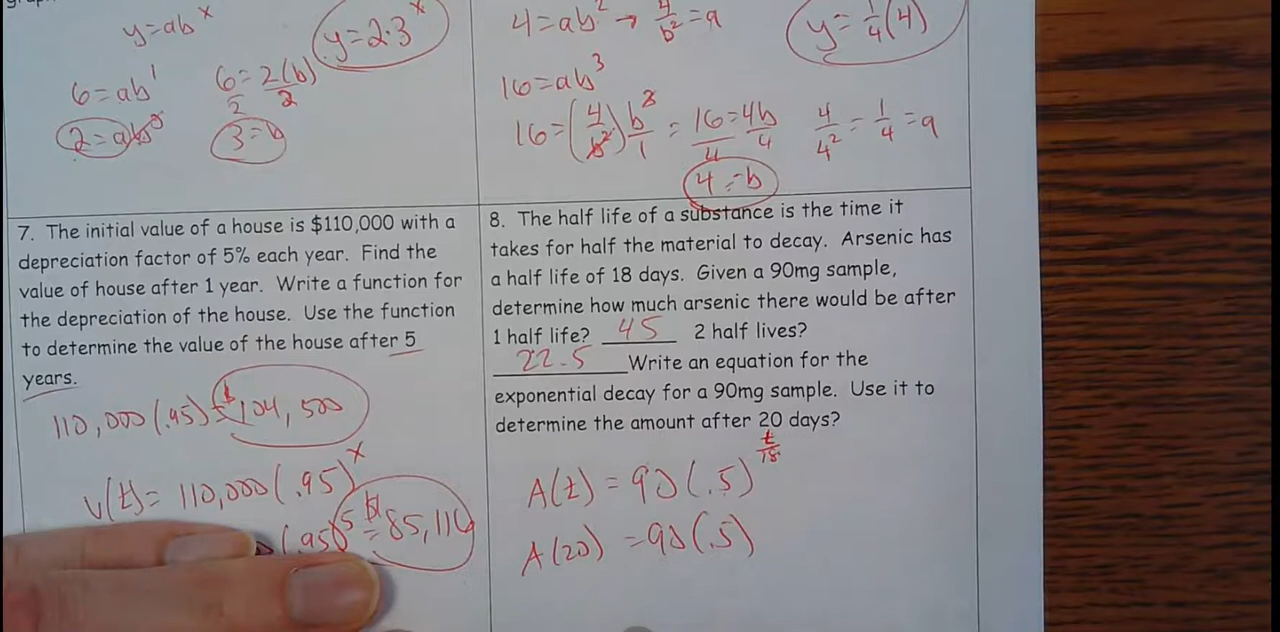 y=ab^x
y=2·3^x
6=ab^1
6/2=2(b)/2
2=ab^0
3=b
4=ab^2 → 4/b^2=a
y=1/4(4)
16=ab^3
16=(4/b^2)b^3/1 = 16/4=4b/4
4/4^2=1/4=a
4=b
7. The initial value of a house is $110,000 with a
depreciation factor of 5% each year. Find the
value of house after 1 year. Write a function for
the depreciation of the house. Use the function
to determine the value of the house after 5
years.
110,000(.95)=$104,500
v(t)=110,000(.95)^x
(.95)^5=$85,116
8. The half life of a substance is the time it
takes for half the material to decay. Arsenic has
a half life of 18 days. Given a 90mg sample,
determine how much arsenic there would be after
1 half life? 45 2 half lives?
22.5 Write an equation for the
exponential decay for a 90mg sample. Use it to
determine the amount after 20 days?
A(t)=90(.5)^t/18
A(20)=90(.5)